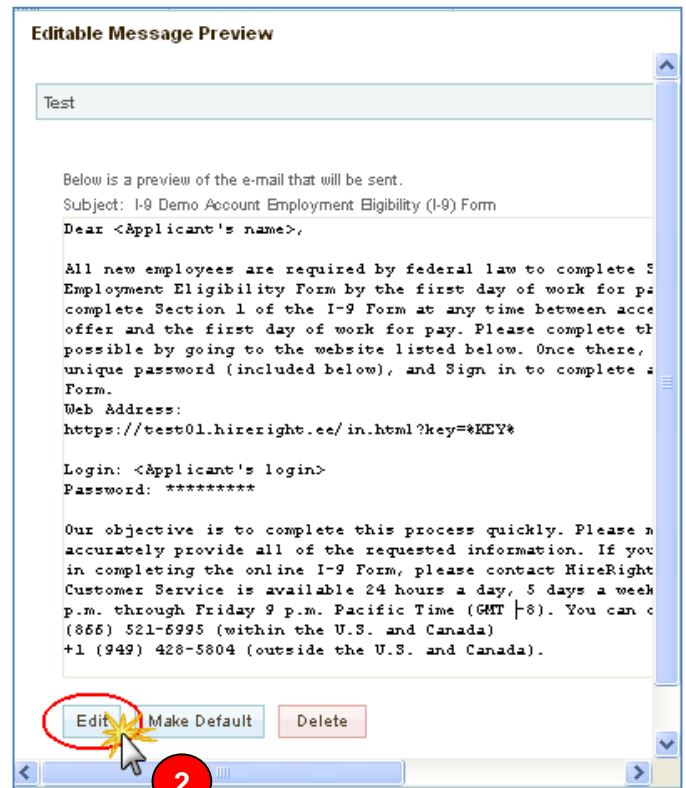 Editable Message Preview
Test
Below is a preview of the e-mail that will be sent.
Subject: I-9 Demo Account Employment Eligibility (I-9) Form
Dear <Applicant's name>,
All new employees are required by federal law to complete
Employment Eligibility Form by the first day of work for pa
complete Section 1 of the I-9 Form at any time between acce
offer and the first day of work for pay. Please complete th
possible by going to the website listed below. Once there,
unique password (included below), and Sign in to complete a
Form.
Web Address:
https://test01.hireright.ee/in.html?key=%KEY%
Login: <Applicant's login>
Password: *********
Our objective is to complete this process quickly. Please n
accurately provide all of the requested information. If you
in completing the online I-9 Form, please contact HireRight
Customer Service is available 24 hours a day, 5 days a week
p.m. through Friday 9 p.m. Pacific Time (GMT -8). You can c
(866) 521-6995 (within the U.S. and Canada)
+1 (949) 428-5804 (outside the U.S. and Canada).
Edit Make Default Delete
2